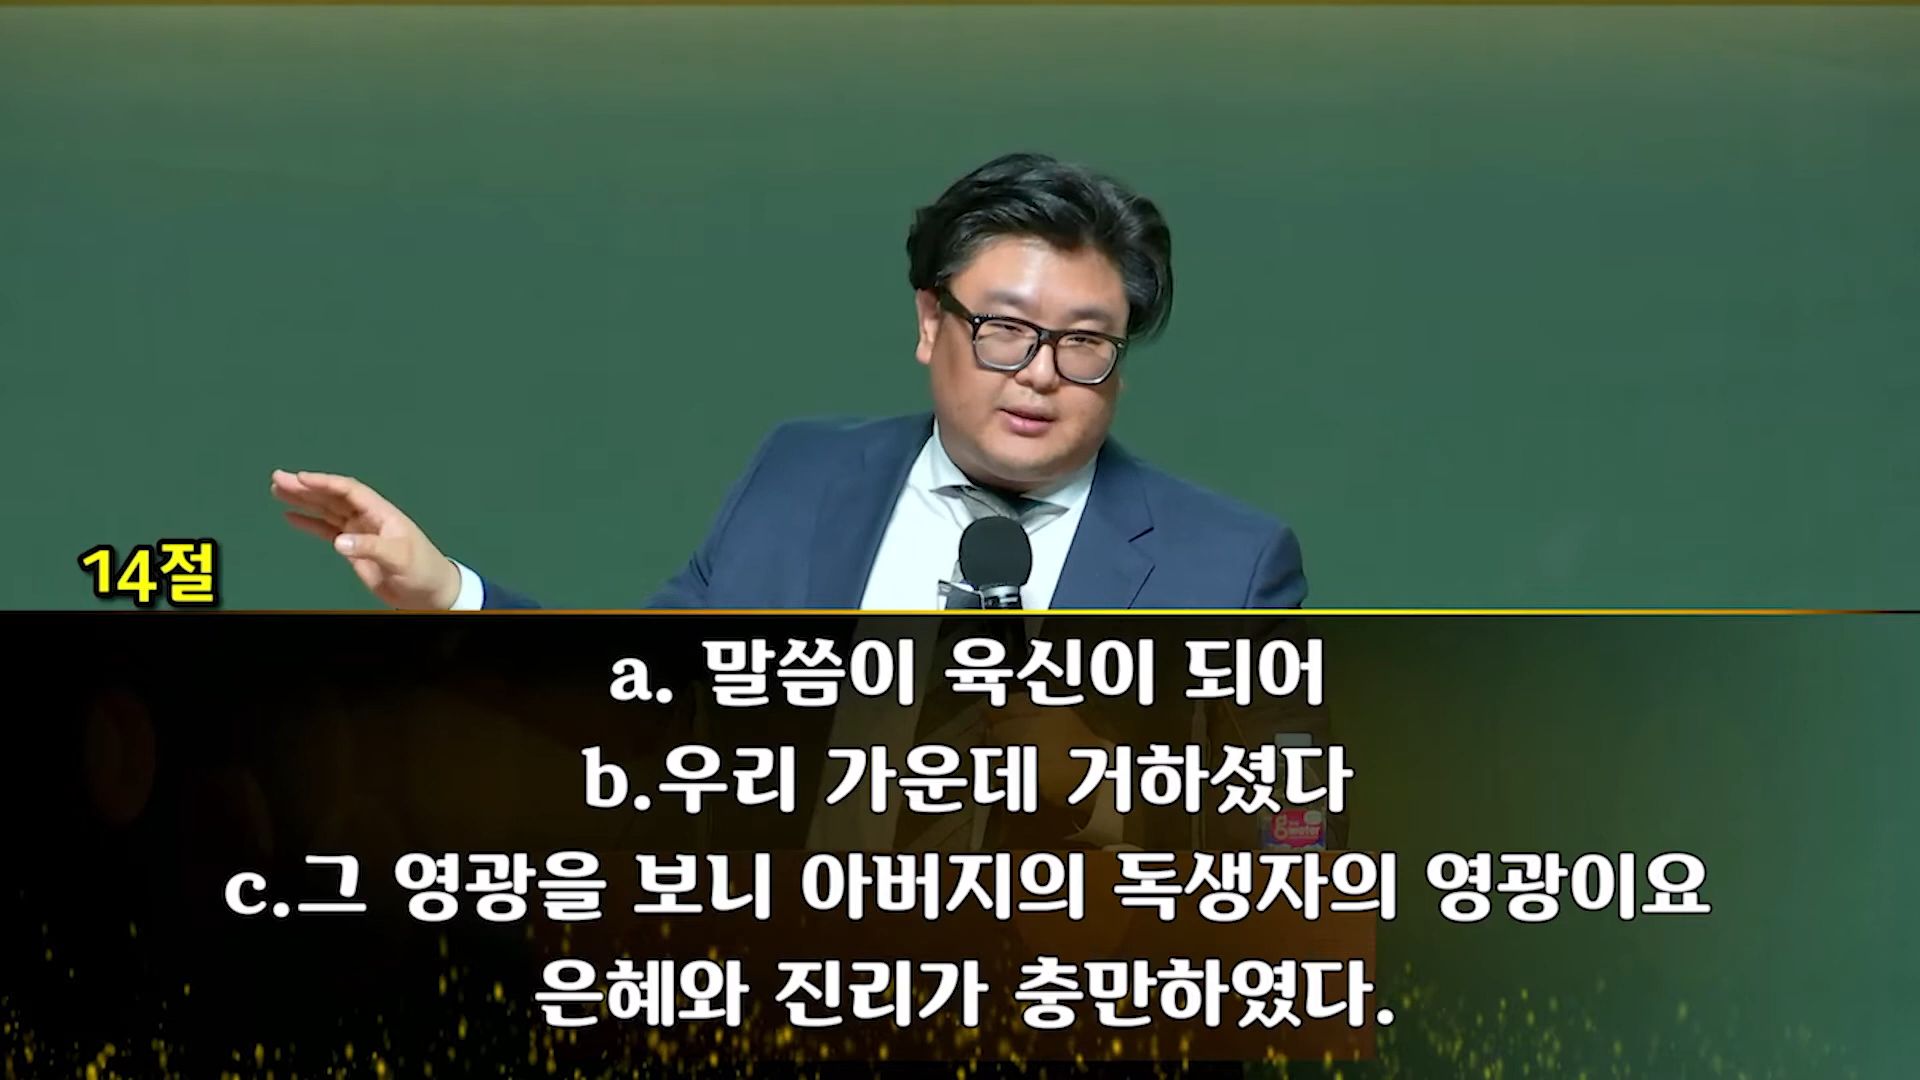 14절
a. 말씀이 육신이 되어
b.우리 가운데 거하셨다
g water
c.그 영광을 보니 아버지의 독생자의 영광이요
은혜와 진리가 충만하였다.